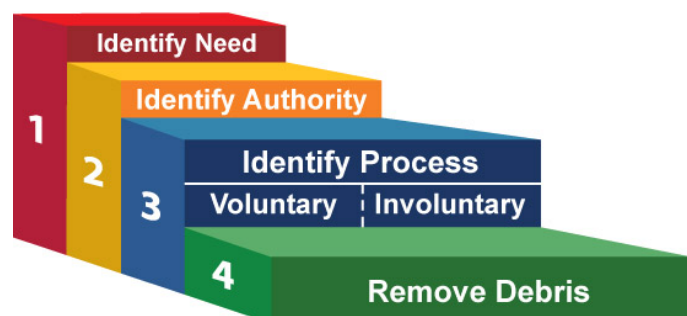 1 Identify Need
2 Identify Authority
3 Identify Process
Voluntary Involuntary
4 Remove Debris